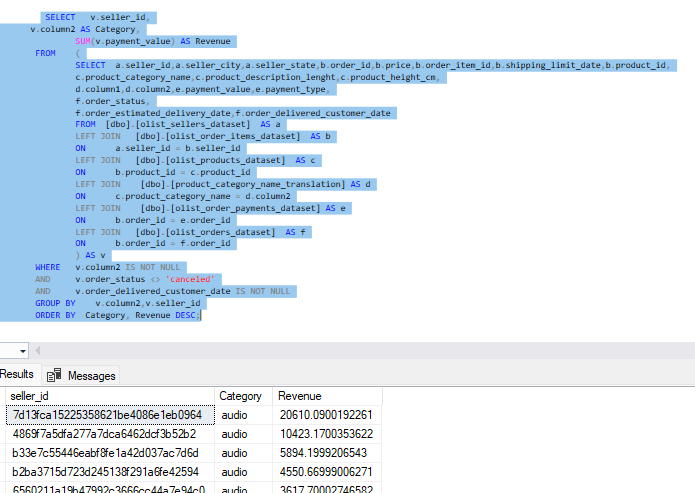 SELECT v.seller_id,
v.column2 AS Category,
SUM(v.payment_value) AS Revenue
FROM (
SELECT a.seller_id,a.seller_city,a.seller_state,b.order_id,b.price,b.order_item_id,b.shipping_limit_date,b.product_id,
c.product_category_name,c.product_description_lenght,c.product_height_cm,
d.column1,d.column2,e.payment_value,e.payment_type,
f.order_status,
f.order_estimated_delivery_date,f.order_delivered_customer_date
FROM [dbo].[olist_sellers_dataset] AS a
LEFT JOIN [dbo].[olist_order_items_dataset] AS b
ON a.seller_id = b.seller_id
LEFT JOIN [dbo].[olist_products_dataset] AS c
ON b.product_id = c.product_id
LEFT JOIN [dbo].[product_category_name_translation] AS d
ON c.product_category_name = d.column2
LEFT JOIN [dbo].[olist_order_payments_dataset] AS e
ON b.order_id = e.order_id
LEFT JOIN [dbo].[olist_orders_dataset] AS f
ON b.order_id = f.order_id
) AS v
WHERE v.column2 IS NOT NULL
AND v.order_status <> 'canceled'
AND v.order_delivered_customer_date IS NOT NULL
GROUP BY v.column2,v.seller_id
ORDER BY Category, Revenue DESC;
Results Messages
seller_id Category Revenue
7d13fca15225358621be4086e1eb0964 audio 20610.0900192261
4869f7a5dfa277a7dca6462dcf3b52b2 audio 10423.1700353622
b33e7c55446eabf8fe1a42d037ac7d6d audio 5894.1999206543
b2ba3715d723d245138f291a6fe42594 audio 4550.66999006271
6560211a19b47992c3666cc44a7e94c0 audio 3617.70002746582